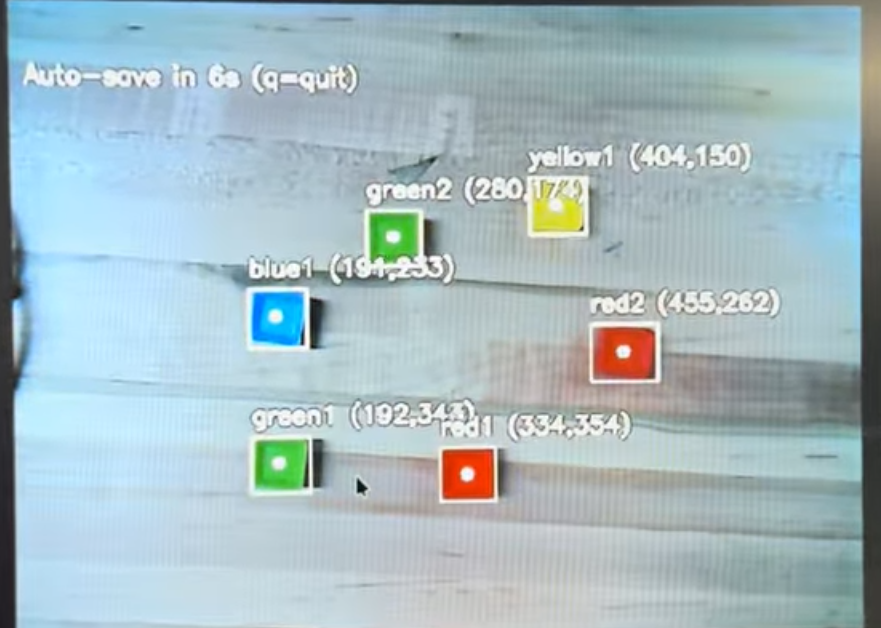 Auto-save in 6s (q=quit)
yellow1 (404,150)
green2 (280,174)
blue1 (191,233)
red2 (455,262)
green1 (192,343)
red1 (334,354)